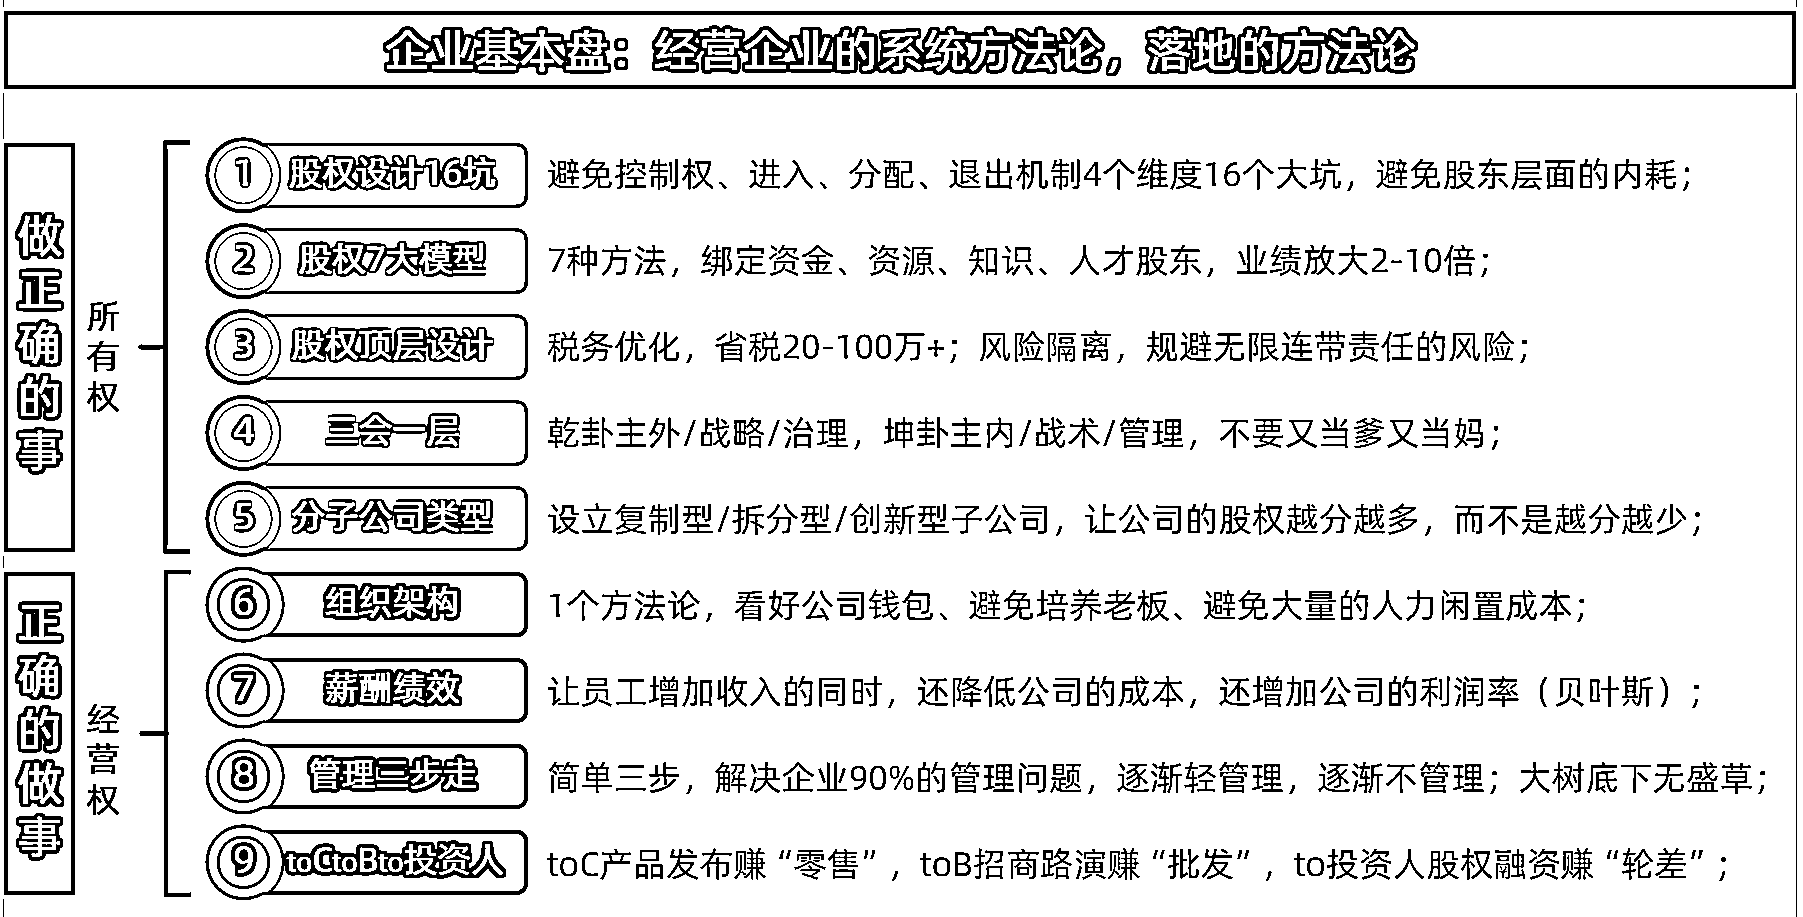 企业基本盘：经营企业的系统方法论，落地的方法论
做正确的事
所有权
① 股权设计16坑 避免控制权、进入、分配、退出机制4个维度16个大坑，避免股东层面的内耗；
② 股权7大模型 7种方法，绑定资金、资源、知识、人才股东，业绩放大2-10倍；
③ 股权顶层设计 税务优化，省税20-100万+；风险隔离，规避无限连带责任的风险；
④ 三会一层 乾卦主外/战略/治理，坤卦主内/战术/管理，不要又当爹又当妈；
⑤ 分子公司类型 设立复制型/拆分型/创新型子公司，让公司的股权越分越多，而不是越分越少；
正确的做事
经营权
⑥ 组织架构 1个方法论，看好公司钱包、避免培养老板、避免大量的人力闲置成本；
⑦ 薪酬绩效 让员工增加收入的同时，还降低公司的成本，还增加公司的利润率（贝叶斯）；
⑧ 管理三步走 简单三步，解决企业90%的管理问题，逐渐轻管理，逐渐不管理；大树底下无盛草；
⑨ toCtoBto投资人 toC产品发布赚“零售”，toB招商路演赚“批发”，to投资人股权融资赚“轮差”；